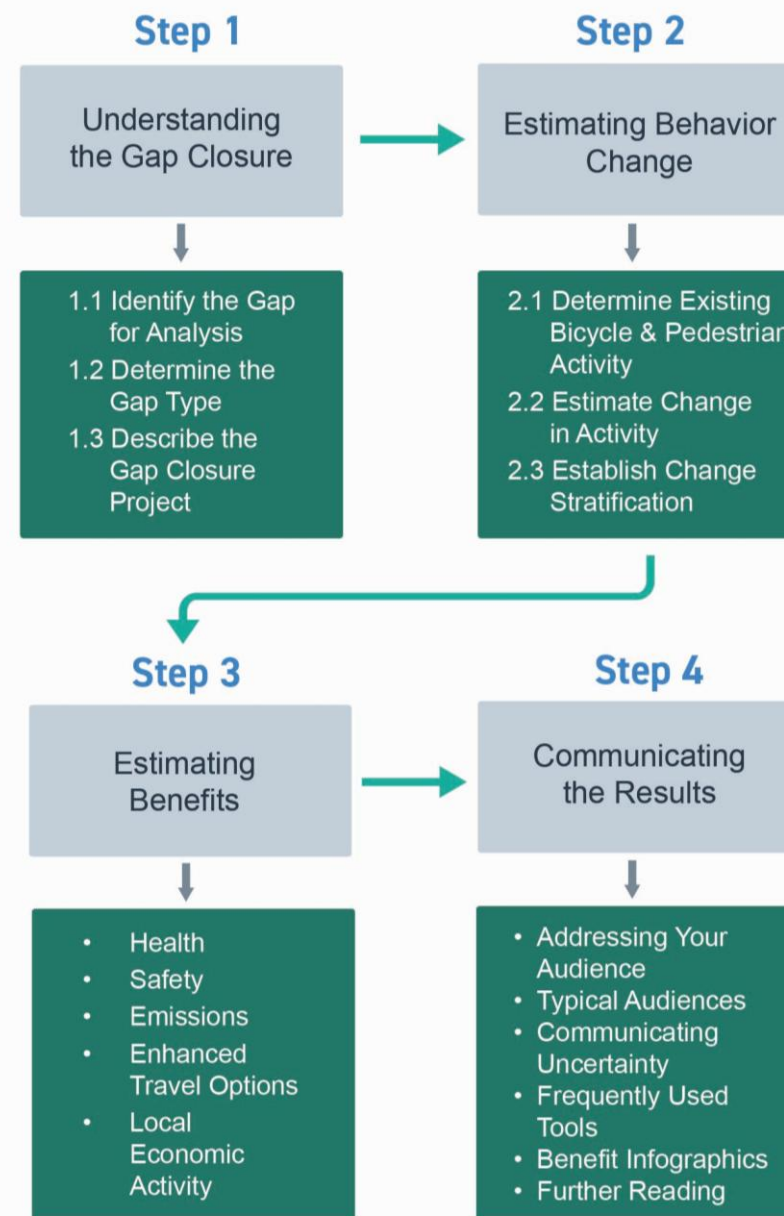 Step 1
Understanding
the Gap Closure
1.1 Identify the Gap
for Analysis
1.2 Determine the
Gap Type
1.3 Describe the
Gap Closure
Project
Step 2
Estimating Behavior
Change
2.1 Determine Existing
Bicycle & Pedestrian
Activity
2.2 Estimate Change
in Activity
2.3 Establish Change
Stratification
Step 3
Estimating
Benefits
• Health
• Safety
• Emissions
• Enhanced
Travel Options
• Local
Economic
Activity
Step 4
Communicating
the Results
• Addressing Your
Audience
• Typical Audiences
• Communicating
Uncertainty
• Frequently Used
Tools
• Benefit Infographics
• Further Reading